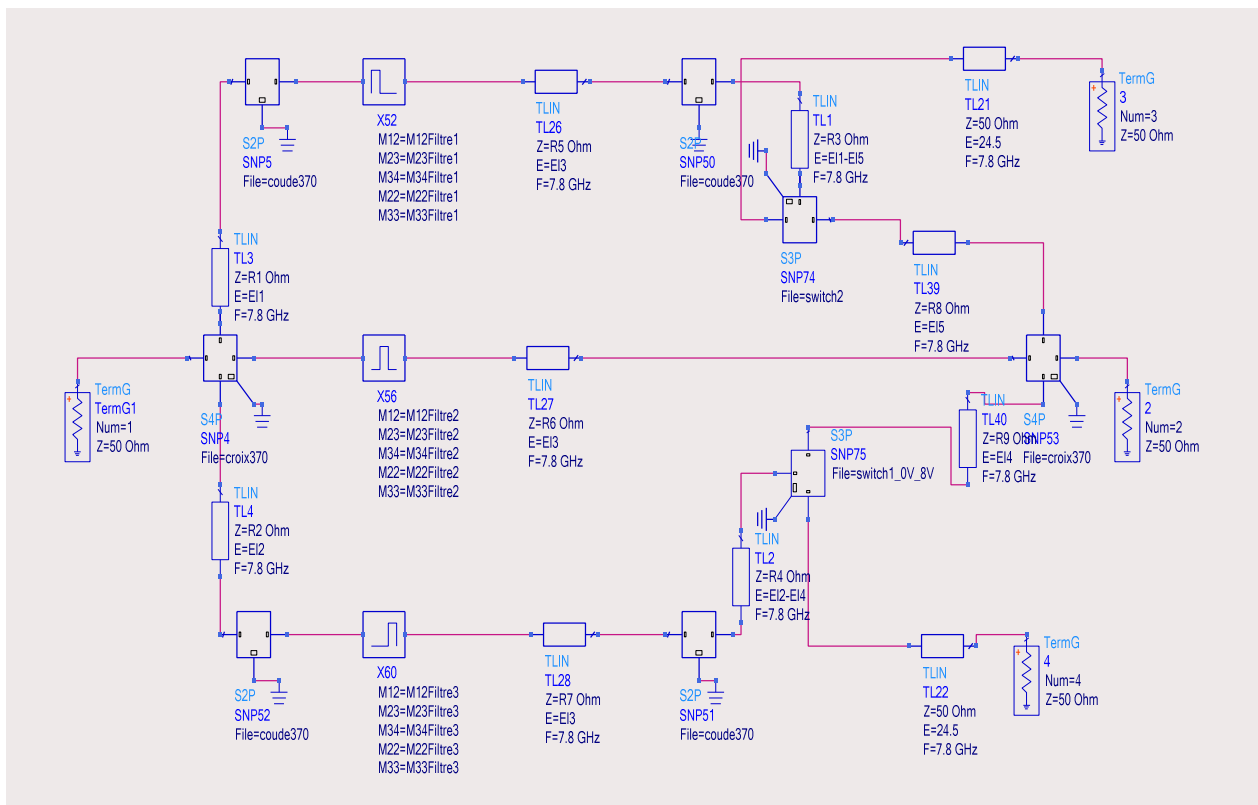 S2P
SNP5
File=coude370
X52
M12=M12Filtre1
M23=M23Filtre1
M34=M34Filtre1
M22=M22Filtre1
M33=M33Filtre1
TLIN
TL26
Z=R5 Ohm
E=El3
F=7.8 GHz
S2P
SNP50
File=coude370
TLIN
TL1
Z=R3 Ohm
E=El1-El5
F=7.8 GHz
TLIN
TL21
Z=50 Ohm
E=24.5
F=7.8 GHz
TermG
3
Num=3
Z=50 Ohm
TLIN
TL3
Z=R1 Ohm
E=El1
F=7.8 GHz
S3P
SNP74
File=switch2
TLIN
TL39
Z=R8 Ohm
E=El5
F=7.8 GHz
TermG
TermG1
Num=1
Z=50 Ohm
S4P
SNP4
File=croix370
X56
M12=M12Filtre2
M23=M23Filtre2
M34=M34Filtre2
M22=M22Filtre2
M33=M33Filtre2
TLIN
TL27
Z=R6 Ohm
E=El3
F=7.8 GHz
S3P
SNP75
File=switch1_0V_8V
TLIN
TL40
Z=R9 Ohm
E=El4
F=7.8 GHz
S4P
SNP53
File=croix370
TermG
2
Num=2
Z=50 Ohm
TLIN
TL4
Z=R2 Ohm
E=El2
F=7.8 GHz
TLIN
TL2
Z=R4 Ohm
E=El2-El4
F=7.8 GHz
S2P
SNP52
File=coude370
X60
M12=M12Filtre3
M23=M23Filtre3
M34=M34Filtre3
M22=M22Filtre3
M33=M33Filtre3
TLIN
TL28
Z=R7 Ohm
E=El3
F=7.8 GHz
S2P
SNP51
File=coude370
TLIN
TL22
Z=50 Ohm
E=24.5
F=7.8 GHz
TermG
4
Num=4
Z=50 Ohm